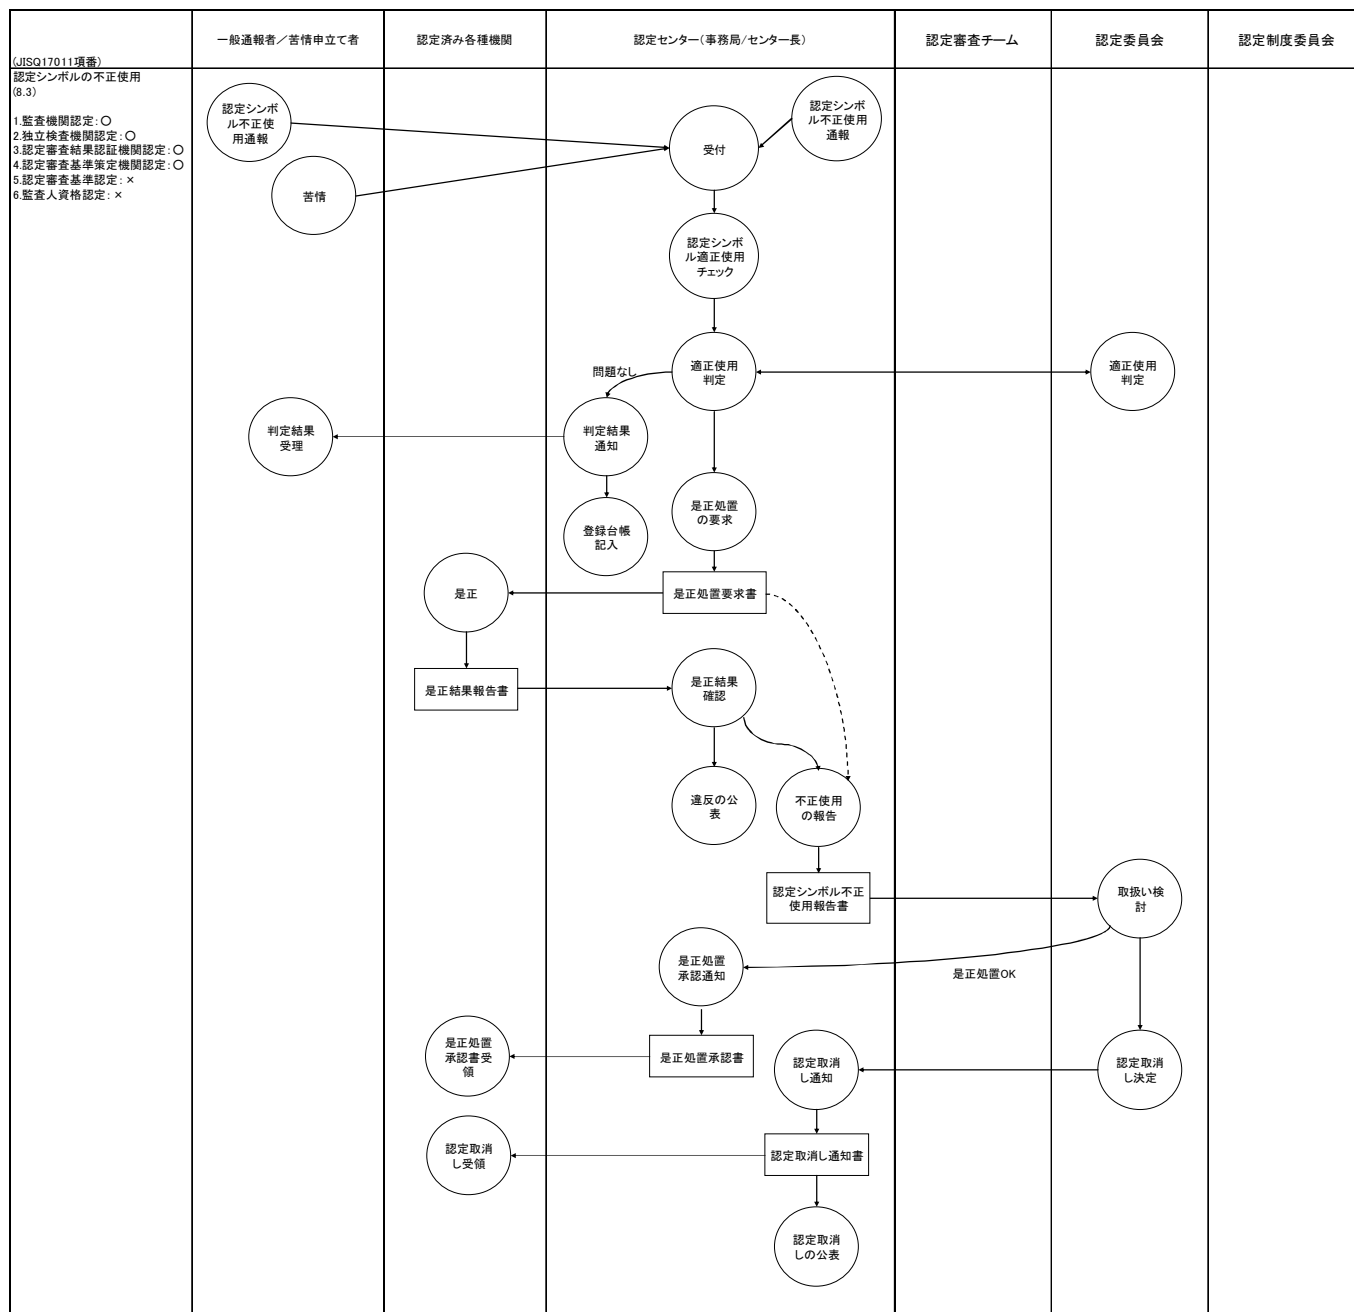 (JISQ17011項番)
一般通報者／苦情申立て者
認定済み各種機関
認定センター(事務局/センター長)
認定審査チーム
認定委員会
認定制度委員会
認定シンボルの不正使用
(8.3)
1.監査機関認定：○
2.独立検査機関認定：○
3.認定審査結果認証機関認定：○
4.認定審査基準策定機関認定：○
5.認定審査基準認定：×
6.監査人資格認定：×
認定シンボ
ル不正使
用通報
認定シンボ
ル不正使用
通報
受付
苦情
認定シンボ
ル適正使用
チェック
問題なし
適正使用
判定
適正使用
判定
判定結果
受理
判定結果
通知
是正処置
の要求
登録台帳
記入
是正
是正処置要求書
是正結果報告書
是正結果
確認
違反の公
表
不正使用
の報告
認定シンボル不正
使用報告書
取扱い検
討
是正処置
承認通知
是正処置OK
是正処置
承認書受
領
是正処置承認書
認定取消
し通知
認定取消
し決定
認定取消
し受領
認定取消し通知書
認定取消
しの公表